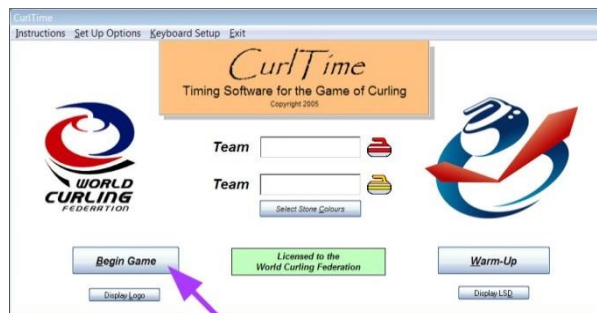 CurlTime
Instructions Set Up Options Keyboard Setup Exit
CurlTime
Timing Software for the Game of Curling
Copyright 2005
Team
WORLD
CURLING
FEDERATION
Team
Select Stone Colours
Begin Game
Licensed to the
World Curling Federation
Warm-Up
Display Logo
Display LSD